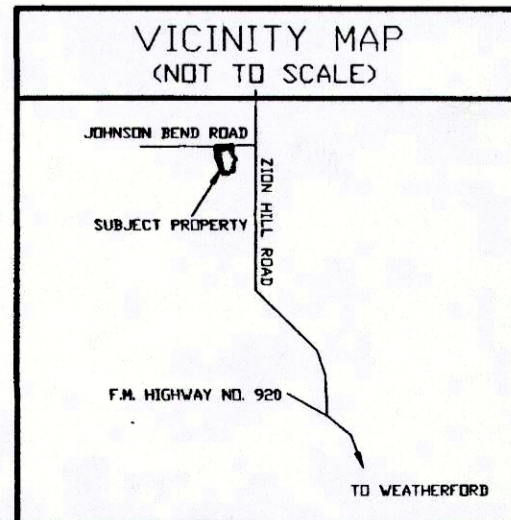 VICINITY MAP
(NOT TO SCALE)
JOHNSON BEND ROAD
ZION HILL ROAD
SUBJECT PROPERTY
F.M. HIGHWAY NO. 920
TO WEATHERFORD